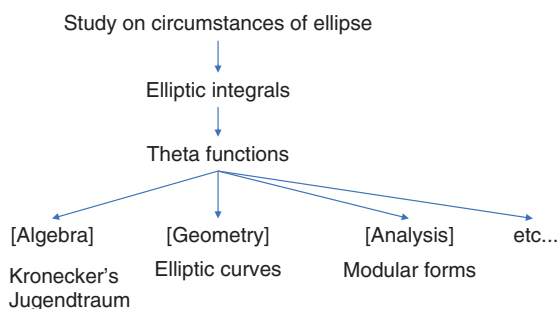 Study on circumstances of ellipse
Elliptic integrals
Theta functions
[Algebra]
[Geometry]
[Analysis]
etc...
Kronecker's
Jugendtraum
Elliptic curves
Modular forms